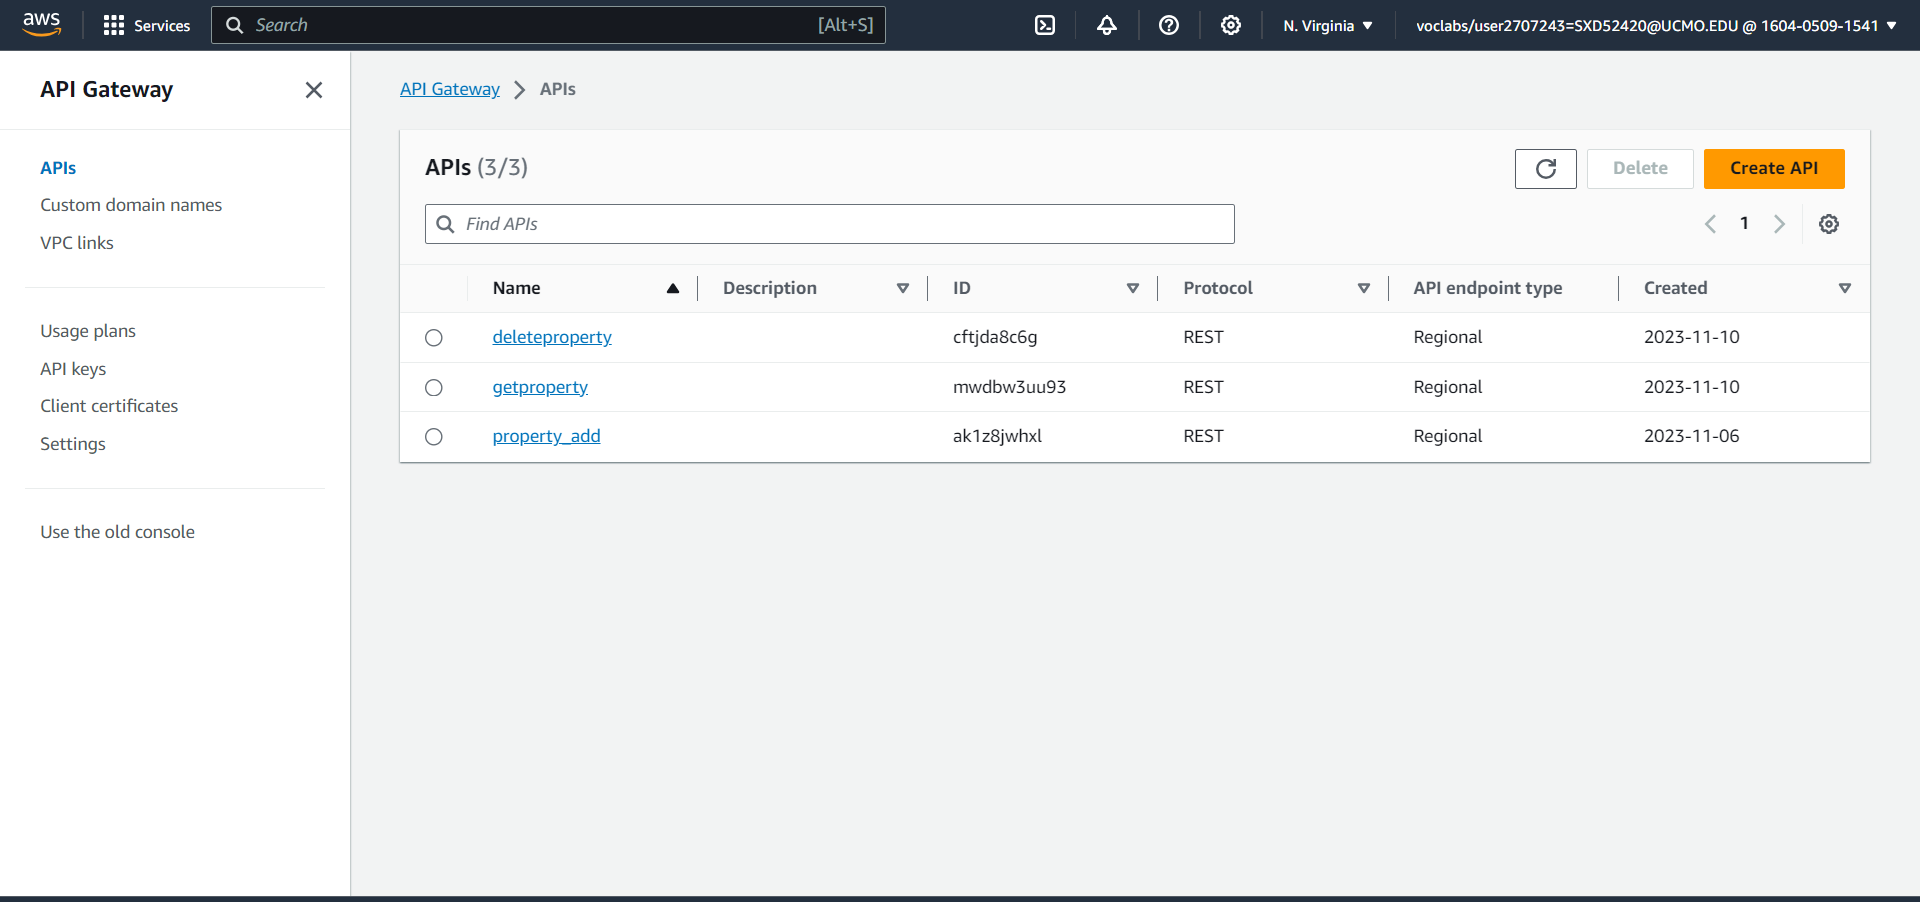 aws Services Search [Alt+S] N. Virginia voclabs/user2707243=SXD52420@UCMO.EDU @ 1604-0509-1541
API Gateway
APIs
Custom domain names
VPC links
Usage plans
API keys
Client certificates
Settings
Use the old console
API Gateway > APIs
APIs (3/3) Delete Create API
Find APIs 1
Name Description ID Protocol API endpoint type Created
deleteproperty cftjda8c6g REST Regional 2023-11-10
getproperty mwdbw3uu93 REST Regional 2023-11-10
property_add ak1z8jwhxl REST Regional 2023-11-06